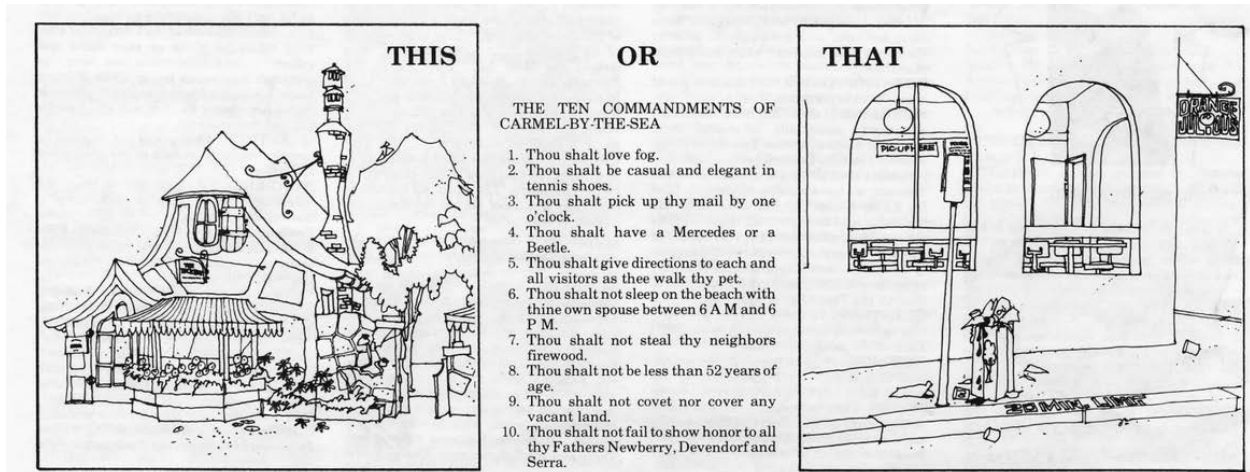 THIS OR THAT
THE TEN COMMANDMENTS OF
CARMEL-BY-THE-SEA
1. Thou shalt love fog.
2. Thou shalt be casual and elegant in
tennis shoes.
3. Thou shalt pick up thy mail by one
o'clock.
4. Thou shalt have a Mercedes or a
Beetle.
5. Thou shalt give directions to each and
all visitors as thee walk thy pet.
6. Thou shalt not sleep on the beach with
thine own spouse between 6 A M and 6
P M.
7. Thou shalt not steal thy neighbors
firewood.
8. Thou shalt not be less than 52 years of
age.
9. Thou shalt not covet nor cover any
vacant land.
10. Thou shalt not fail to show honor to all
thy Fathers Newberry, Devendorf and
Serra.
ORANGE
20 MIN. LIMIT